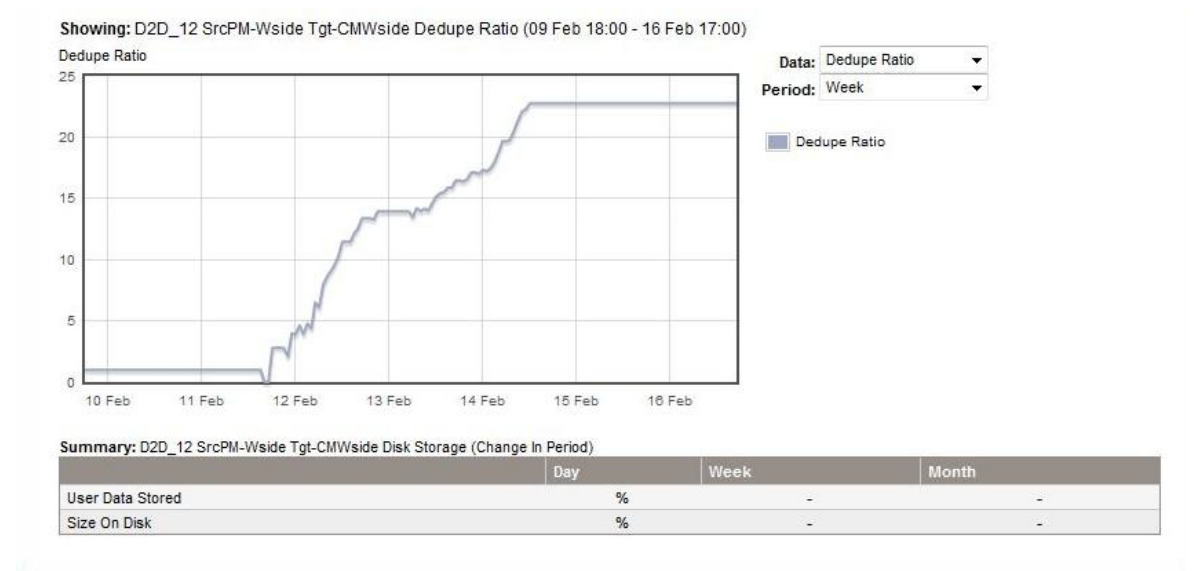 Showing: D2D_12 SrcPM-Wside Tgt-CMWside Dedupe Ratio (09 Feb 18:00 - 16 Feb 17:00)
Dedupe Ratio
Data: Dedupe Ratio
Period: Week
Dedupe Ratio
25
20
15
10
5
0
10 Feb 11 Feb 12 Feb 13 Feb 14 Feb 15 Feb 16 Feb
Summary: D2D_12 SrcPM-Wside Tgt-CMWside Disk Storage (Change In Period)
Day Week Month
User Data Stored % - -
Size On Disk % - -